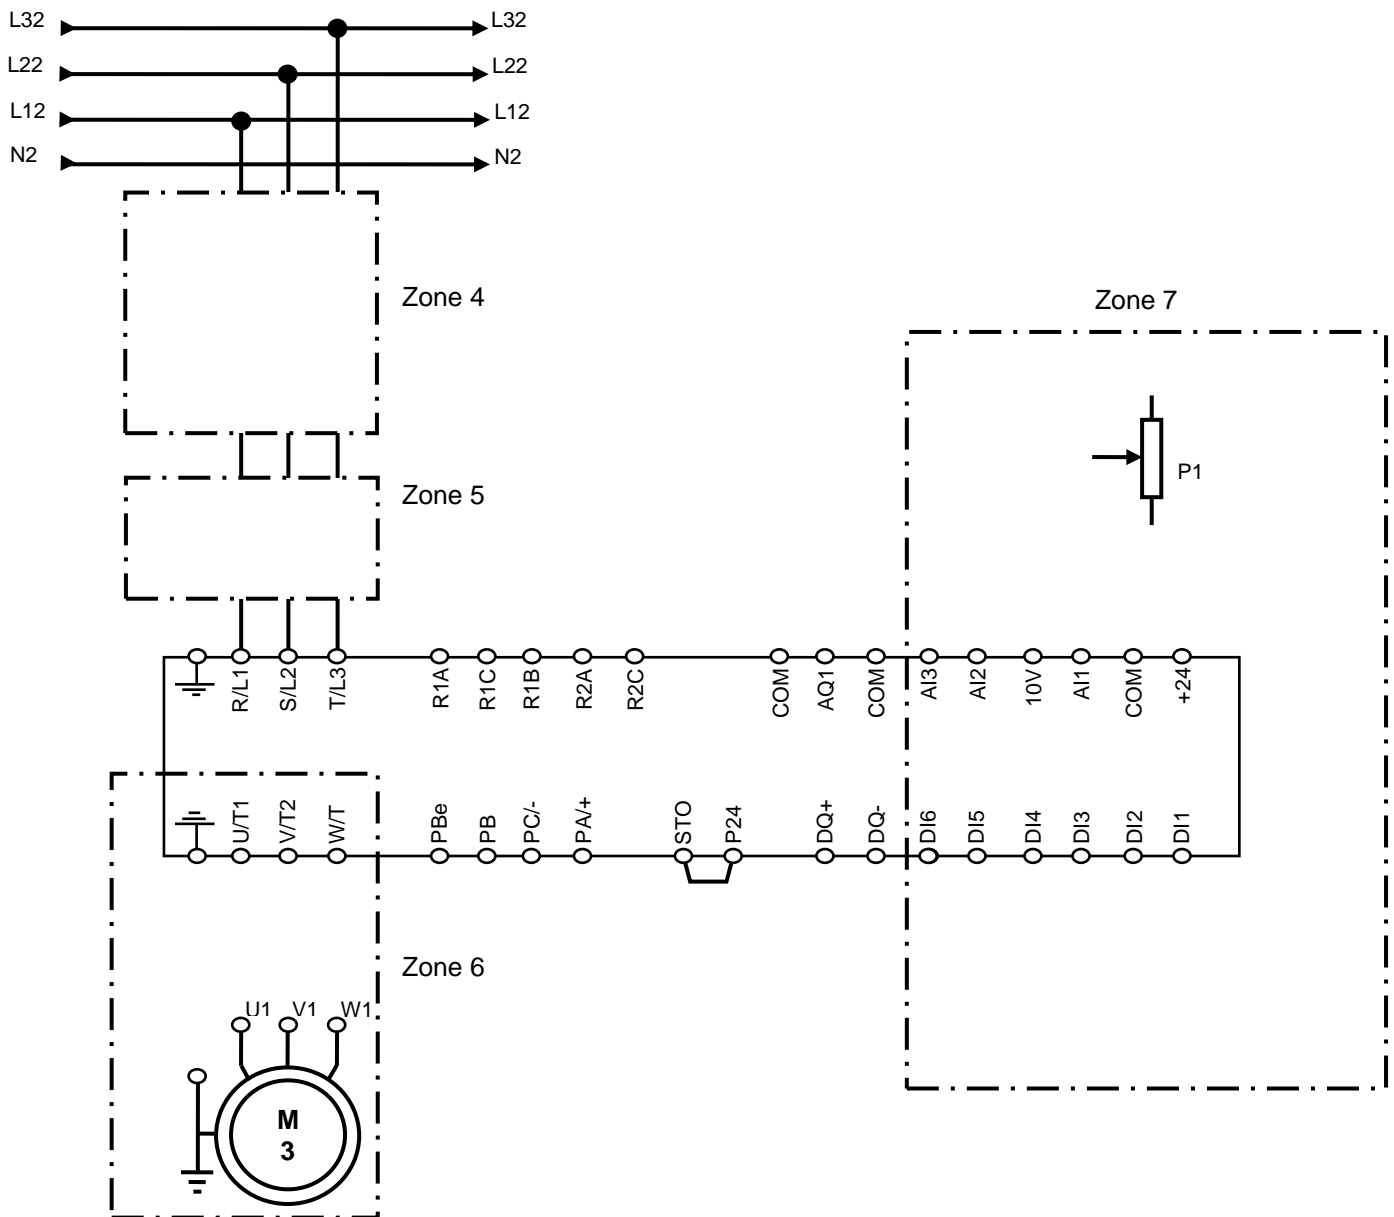 L32 L32
L22 L22
L12 L12
N2 N2
Zone 4
Zone 7
Zone 5
P1
R/L1 S/L2 T/L3 R1A R1C R1B R2A R2C COM AQ1 COM AI3 AI2 10V AI1 COM +24
U/T1 V/T2 W/T PBe PB PC/- PA/+ STO P24 DQ+ DQ- DI6 DI5 DI4 DI3 DI2 DI1
Zone 6
U1 V1 W1
M
3